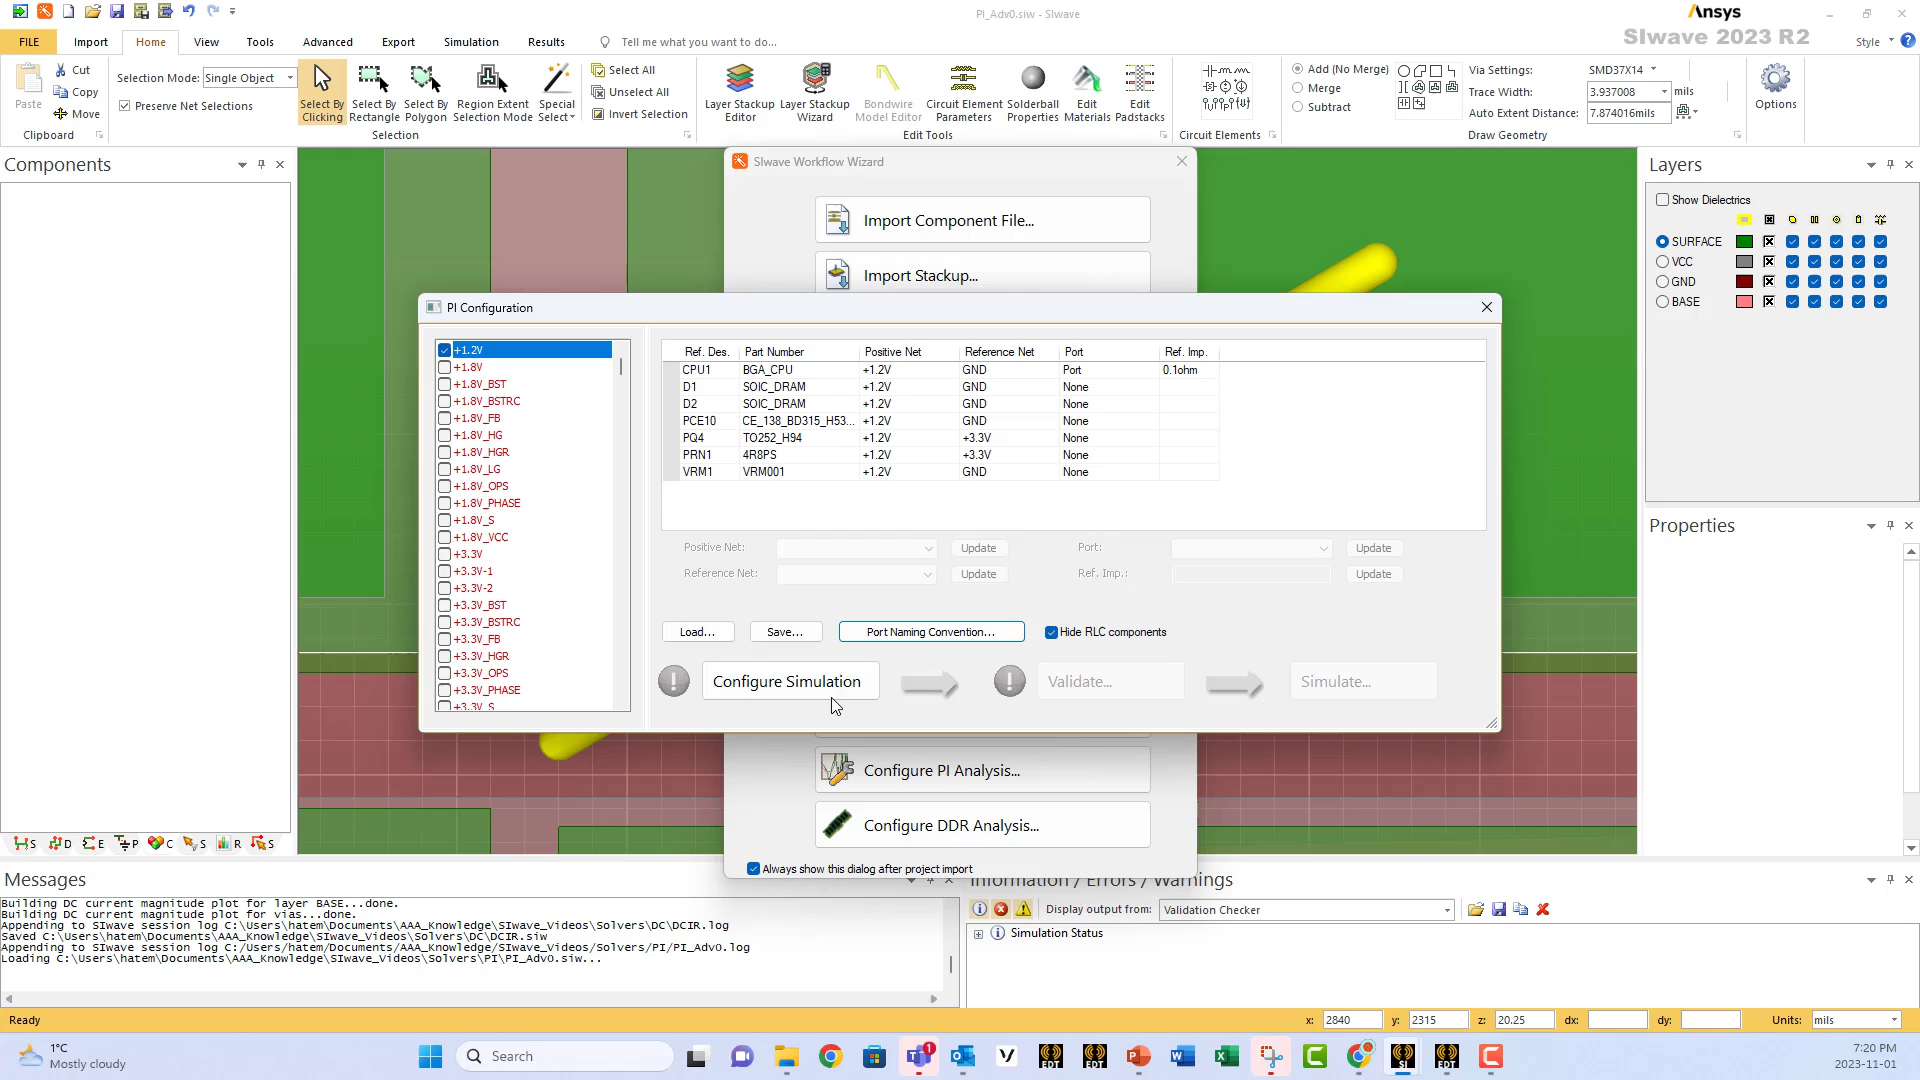 PI_Adv0.siw - SIwave
Ansys
SIwave 2023 R2
FILE Import Home View Tools Advanced Export Simulation Results Tell me what you want to do... Style
Paste Cut Copy Move
Clipboard
Selection Mode: Single Object
Preserve Net Selections
Select By Clicking
Select By Rectangle
Select By Polygon
Region Extent Selection Mode
Special Select
Select All
Unselect All
Invert Selection
Selection
Layer Stackup Editor
Layer Stackup Wizard
Bondwire Model Editor
Circuit Element Parameters
Solderball Properties
Edit Materials
Edit Padstacks
Edit Tools
Circuit Elements
Add (No Merge)
Merge
Subtract
Via Settings: SMD37X14
Trace Width: 3.937008 mils
Auto Extent Distance: 7.874016mils
Draw Geometry
Options
Components
SIwave Workflow Wizard
Import Component File...
Import Stackup...
PI Configuration
+1.2V
+1.8V
+1.8V_BST
+1.8V_BSTRC
+1.8V_FB
+1.8V_HG
+1.8V_HGR
+1.8V_LG
+1.8V_OPS
+1.8V_PHASE
+1.8V_S
+1.8V_VCC
+3.3V
+3.3V-1
+3.3V-2
+3.3V_BST
+3.3V_BSTRC
+3.3V_FB
+3.3V_HGR
+3.3V_OPS
+3.3V_PHASE
+3.3V_S
Ref. Des. Part Number Positive Net Reference Net Port Ref. Imp.
CPU1 BGA_CPU +1.2V GND Port 0.1ohm
D1 SOIC_DRAM +1.2V GND None
D2 SOIC_DRAM +1.2V GND None
PCE10 CE_138_BD315_H53... +1.2V GND None
PQ4 TO252_H94 +1.2V +3.3V None
PRN1 4R8PS +1.2V +3.3V None
VRM1 VRM001 +1.2V GND None
Positive Net: Update Port: Update
Reference Net: Update Ref. Imp.: Update
Load... Save... Port Naming Convention... Hide RLC components
Configure Simulation Validate... Simulate...
Configure PI Analysis...
Configure DDR Analysis...
Always show this dialog after project import
Layers
Show Dielectrics
SURFACE
VCC
GND
BASE
Properties
S D E P C S R S
Messages
Building DC current magnitude plot for layer BASE...done.
Building DC current magnitude plot for vias...done.
Appending to SIwave session log C:\Users\hatem\Documents\AAA_Knowledge\SIwave_Videos\Solvers\DC\DCIR.log
Saved C:\Users\hatem\Documents\AAA_Knowledge\SIwave_Videos\Solvers\DC\DCIR.siw
Appending to SIwave session log C:/Users/hatem/Documents/AAA_Knowledge/SIwave_Videos/Solvers/PI/PI_Adv0.log
Loading C:\Users\hatem\Documents\AAA_Knowledge\SIwave_Videos\Solvers\PI\PI_Adv0.siw...
Information / Errors / Warnings
Display output from: Validation Checker
Simulation Status
Ready
x: 2840 y: 2315 z: 20.25 dx: dy: Units: mils
1°C
Mostly cloudy
Search
1
EDT
EDT
SI
EDT
7:20 PM
2023-11-01